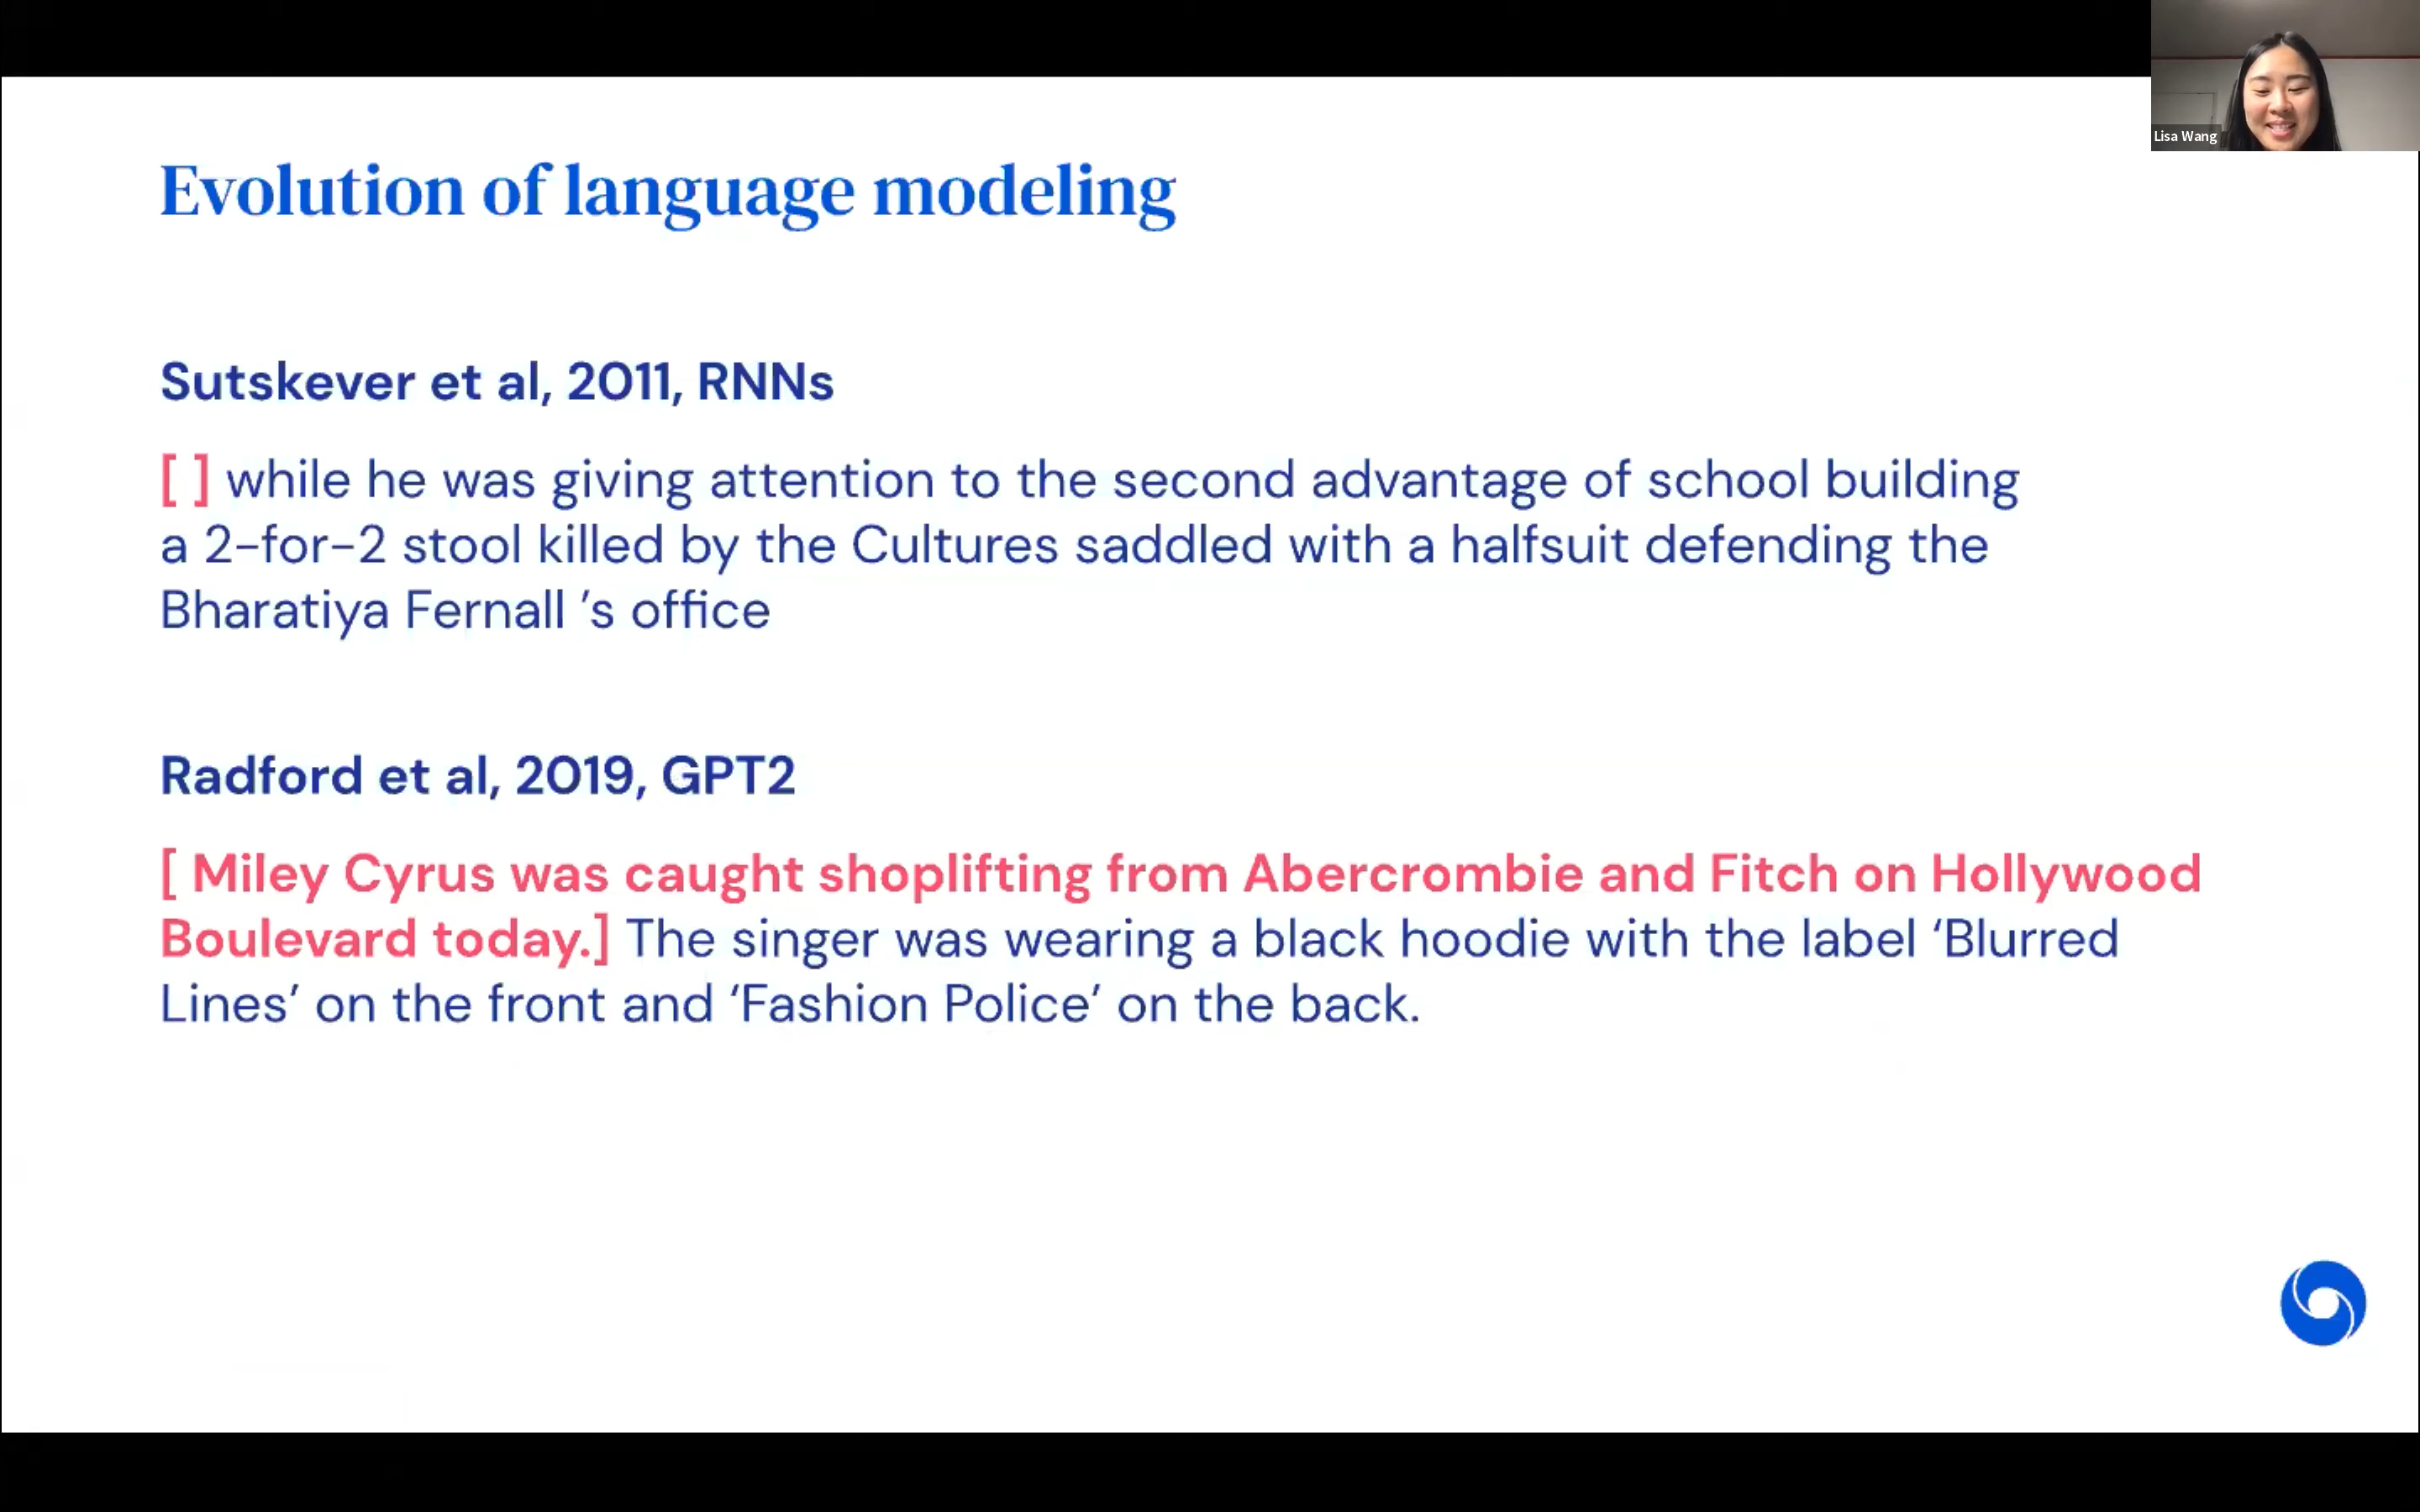 Lisa Wang
Evolution of language modeling
Sutskever et al, 2011, RNNs
[ ] while he was giving attention to the second advantage of school building
a 2-for-2 stool killed by the Cultures saddled with a halfsuit defending the
Bharatiya Fernall ’s office
Radford et al, 2019, GPT2
[ Miley Cyrus was caught shoplifting from Abercrombie and Fitch on Hollywood
Boulevard today.] The singer was wearing a black hoodie with the label ‘Blurred
Lines’ on the front and ‘Fashion Police’ on the back.